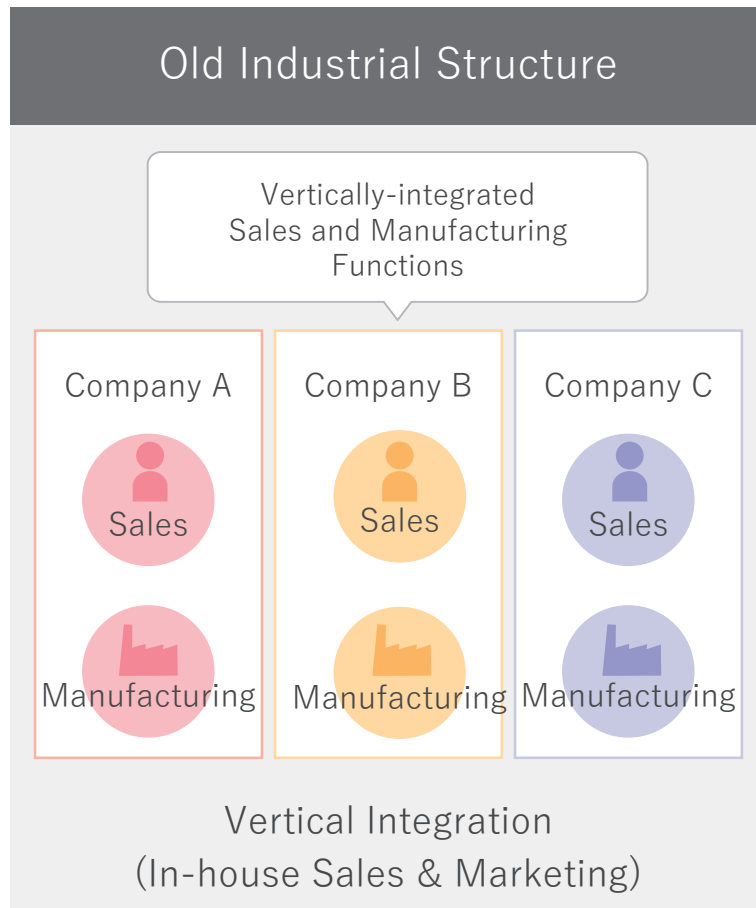 Old Industrial Structure
Vertically-integrated
Sales and Manufacturing
Functions
Company A
Company B
Company C
Sales
Sales
Sales
Manufacturing
Manufacturing
Manufacturing
Vertical Integration
(In-house Sales & Marketing)